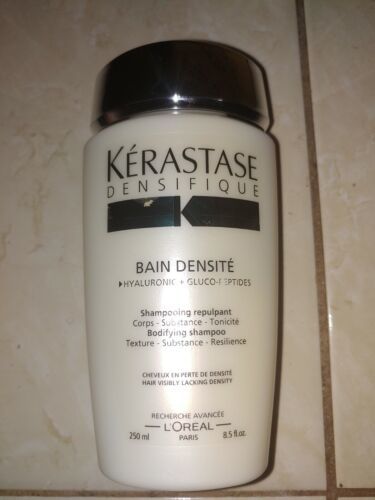 KÉRASTASE
DENSIFIQUE
K
BAIN DENSITÉ
HYALURONIC + GLUCO-PEPTIDES
Shampooing repulpant
Corps - Substance - Tonicité
Bodifying shampoo
Texture - Substance - Resilience
CHEVEUX EN PERTE DE DENSITÉ
HAIR VISIBLY LACKING DENSITY
RECHERCHE AVANCÉE
L'ORÉAL
250 ml PARIS 8.5 fl.oz.